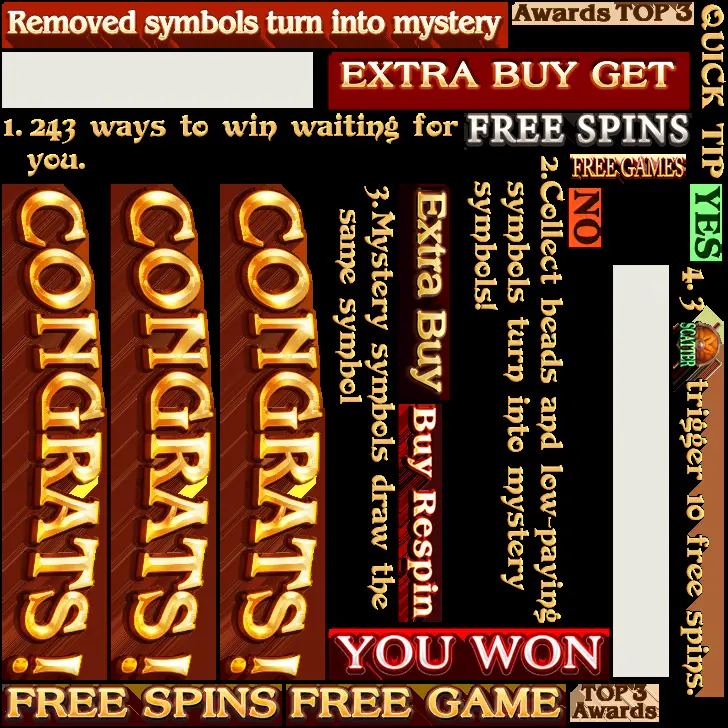 Removed symbols turn into mystery
Awards TOP 3
QUICK TIP
EXTRA BUY GET
1. 243 ways to win waiting for
you.
FREE SPINS
FREE GAMES
NO
YES
CONGRATS!
CONGRATS!
CONGRATS!
3.Mystery symbols draw the
same symbol
Extra Buy
Buy Respin
2.Collect beads and low-paying
symbols turn into mystery
symbols!
4. 3 SCATTER trigger 10 free spins.
YOU WON
FREE SPINS
FREE GAME
TOP 3
Awards